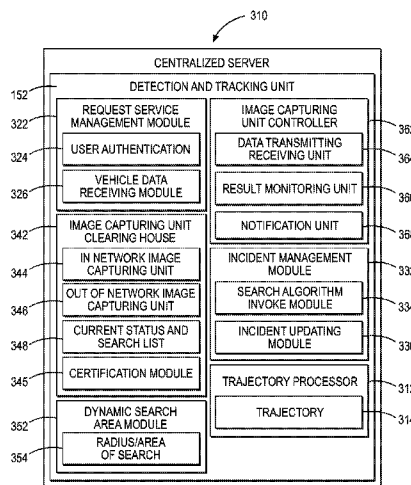 310
CENTRALIZED SERVER
152
DETECTION AND TRACKING UNIT
322
REQUEST SERVICE
MANAGEMENT MODULE
324
USER AUTHENTICATION
326
VEHICLE DATA
RECEIVING MODULE
342
IMAGE CAPTURING UNIT
CLEARING HOUSE
344
IN NETWORK IMAGE
CAPTURING UNIT
346
OUT OF NETWORK IMAGE
CAPTURING UNIT
348
CURRENT STATUS AND
SEARCH LIST
345
CERTIFICATION MODULE
352
DYNAMIC SEARCH
AREA MODULE
354
RADIUS/AREA
OF SEARCH
IMAGE CAPTURING
UNIT CONTROLLER
DATA TRANSMITTING
RECEIVING UNIT
RESULT MONITORING UNIT
NOTIFICATION UNIT
INCIDENT MANAGEMENT
MODULE
SEARCH ALGORITHM
INVOKE MODULE
INCIDENT UPDATING
MODULE
TRAJECTORY PROCESSOR
TRAJECTORY